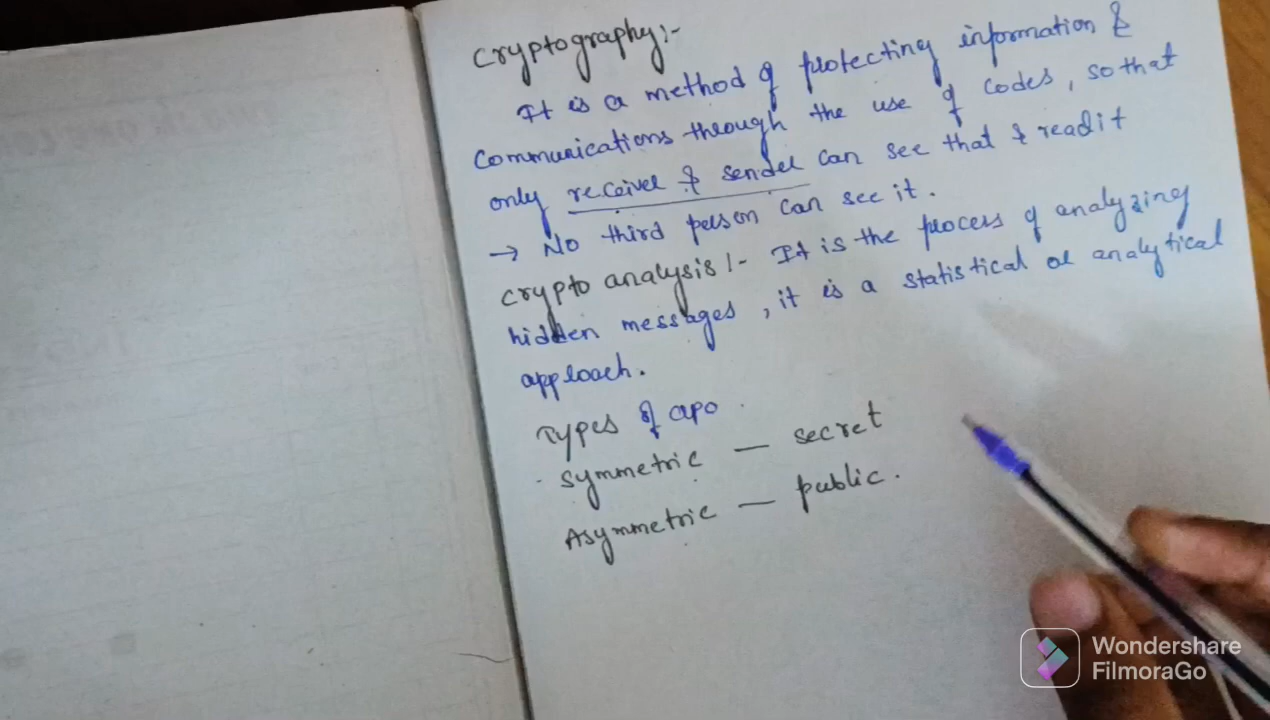 Cryptography:-
It is a method of protecting information &
communications through the use of codes, so that
only receiver & sender can see that & read it
→ No third person can see it.
Crypto analysis:- It is the process of analyzing
hidden messages, it is a statistical or analytical
approach.
Types of apo
Symmetric — secret
Asymmetric — public.
Wondershare
FilmoraGo